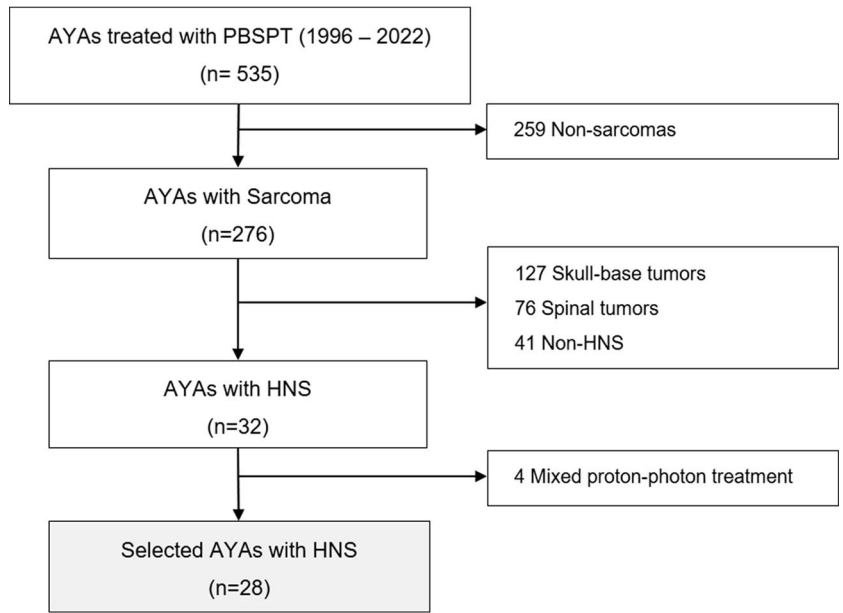 AYAs treated with PBSPT (1996 – 2022)
(n= 535)
259 Non-sarcomas
AYAs with Sarcoma
(n=276)
127 Skull-base tumors
76 Spinal tumors
41 Non-HNS
AYAs with HNS
(n=32)
4 Mixed proton-photon treatment
Selected AYAs with HNS
(n=28)